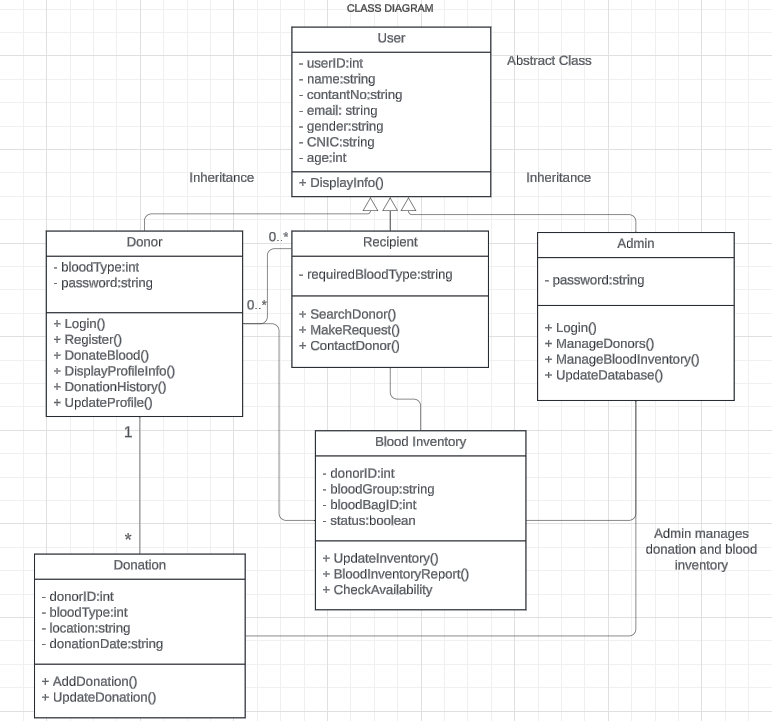 CLASS DIAGRAM
User
- userID:int
- name:string
- contantNo:string
- email: string
- gender:string
- CNIC:string
- age:int
+ DisplayInfo()
Abstract Class
Inheritance
Inheritance
Donor
- bloodType:int
- password:string
+ Login()
+ Register()
+ DonateBlood()
+ DisplayProfileInfo()
+ DonationHistory()
+ UpdateProfile()
0..*
0..*
Recipient
- requiredBloodType:string
+ SearchDonor()
+ MakeRequest()
+ ContactDonor()
Admin
- password:string
+ Login()
+ ManageDonors()
+ ManageBloodInventory()
+ UpdateDatabase()
1
*
Blood Inventory
- donorID:int
- bloodGroup:string
- bloodBagID:int
- status:boolean
+ UpdateInventory()
+ BloodInventoryReport()
+ CheckAvailability
Admin manages
donation and blood
inventory
Donation
- donorID:int
- bloodType:int
- location:string
- donationDate:string
+ AddDonation()
+ UpdateDonation()